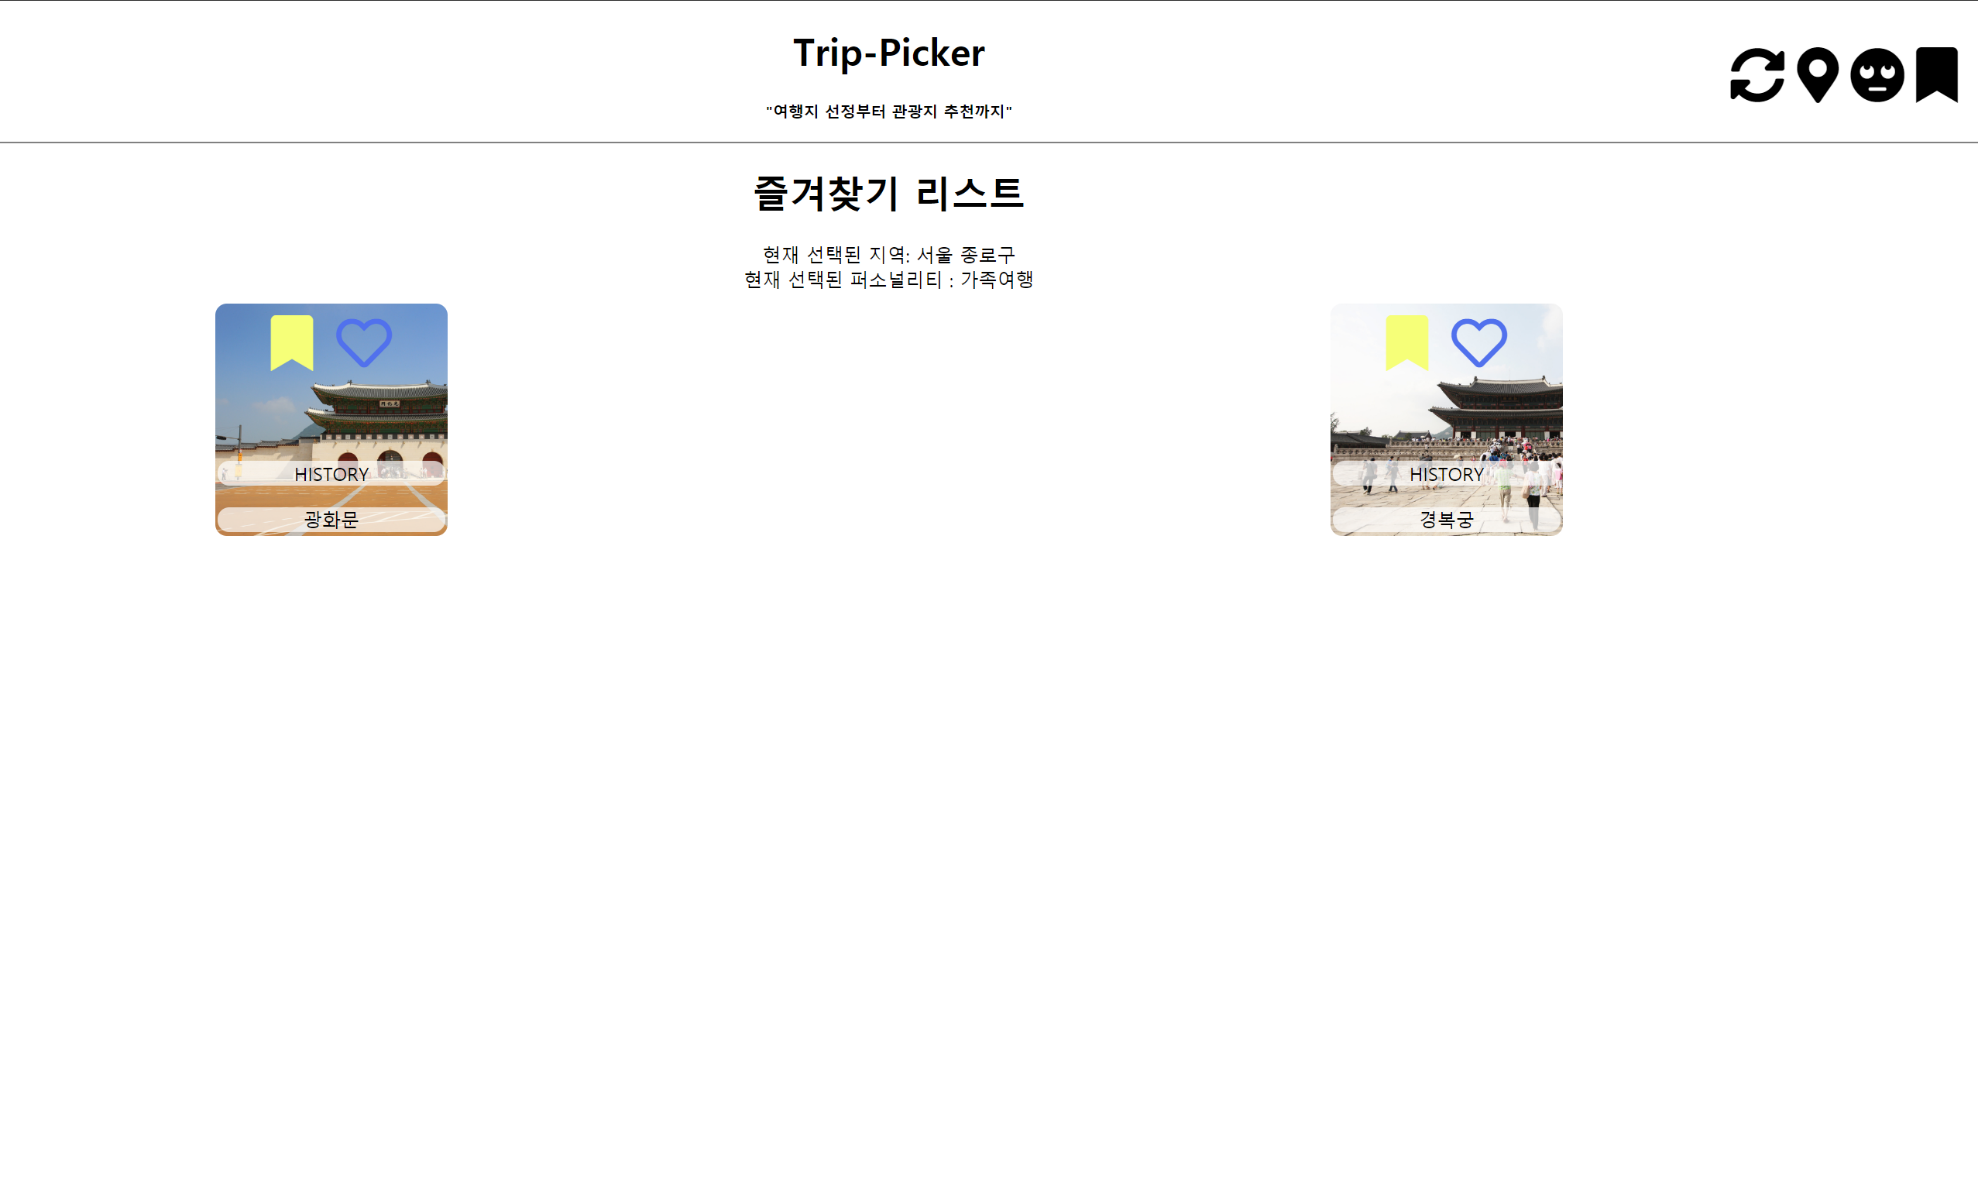 Trip-Picker
"여행지 선정부터 관광지 추천까지"
즐겨찾기 리스트
현재 선택된 지역: 서울 종로구
현재 선택된 퍼소널리티 : 가족여행
HISTORY
광화문
HISTORY
경복궁